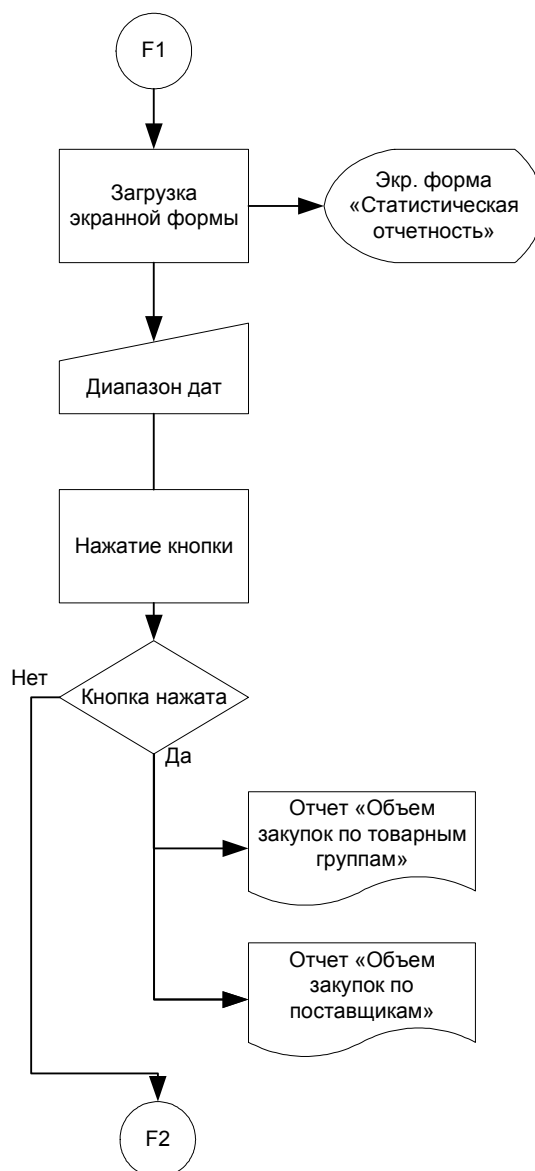 F1
Загрузка
экранной формы
Экр. форма
«Статистическая
отчетность»
Диапазон дат
Нажатие кнопки
Нет
Кнопка нажата
Да
Отчет «Объем
закупок по товарным
группам»
Отчет «Объем
закупок по
поставщикам»
F2